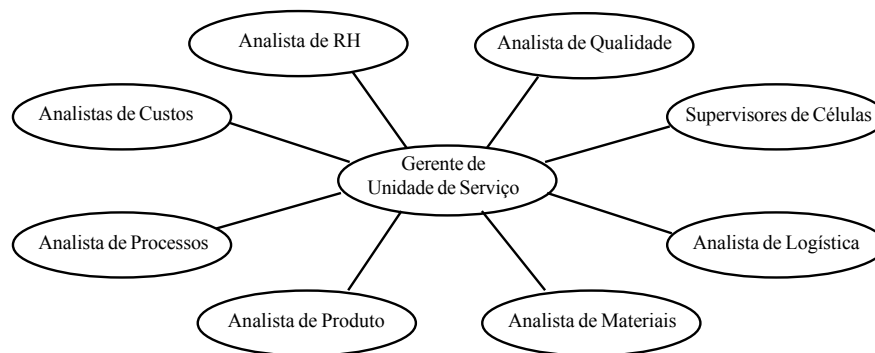 Analista de RH
Analista de Qualidade
Analistas de Custos
Supervisores de Células
Gerente de
Unidade de Serviço
Analista de Processos
Analista de Logística
Analista de Produto
Analista de Materiais